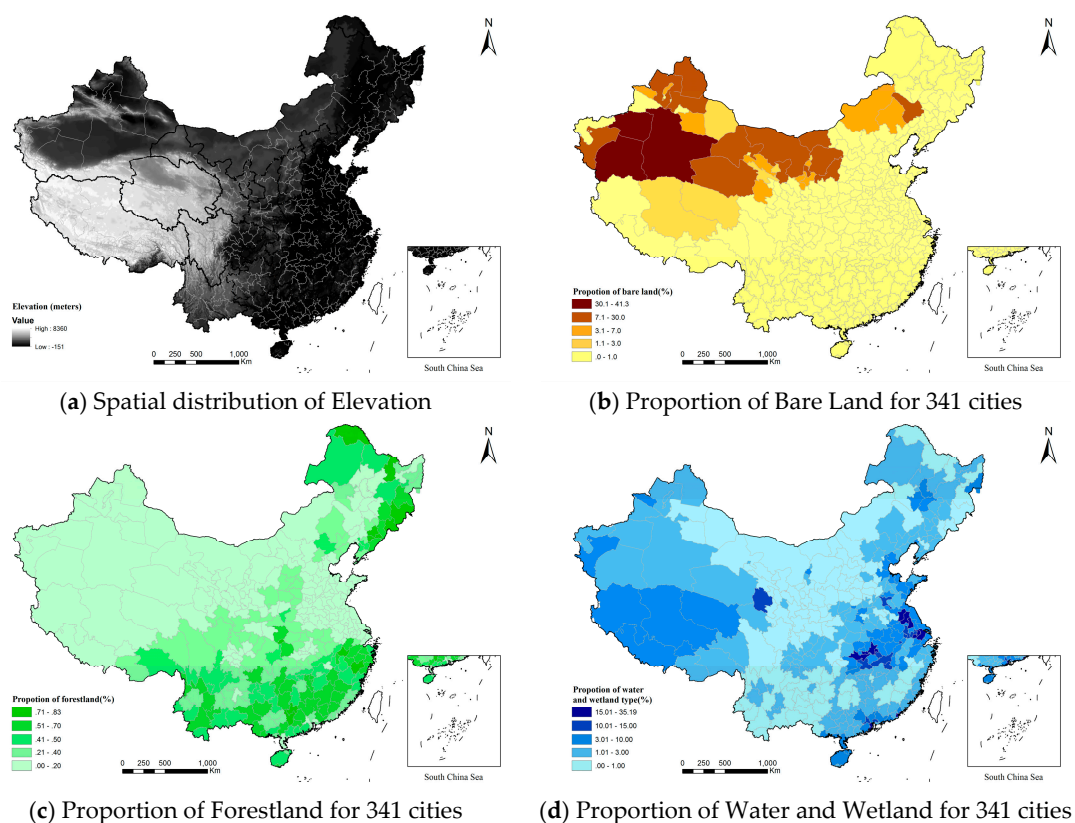 N
Elevation (meters)
Value
High : 8360
Low : -151
0 250 500 1,000
Km
South China Sea
(a) Spatial distribution of Elevation
N
Propotion of bare land(%)
30.1 - 41.3
7.1 - 30.0
3.1 - 7.0
1.1 - 3.0
.0 - 1.0
0 250 500 1,000
Km
South China Sea
(b) Proportion of Bare Land for 341 cities
N
Propotion of forestland(%)
.71 - .83
.51 - .70
.41 - .50
.21 - .40
.00 - .20
0 250 500 1,000
Km
South China Sea
(c) Proportion of Forestland for 341 cities
N
Propotion of water
and wetland type(%)
15.01 - 35.19
10.01 - 15.00
3.01 - 10.00
1.01 - 3.00
.00 - 1.00
0 250 500 1,000
Km
South China Sea
(d) Proportion of Water and Wetland for 341 cities